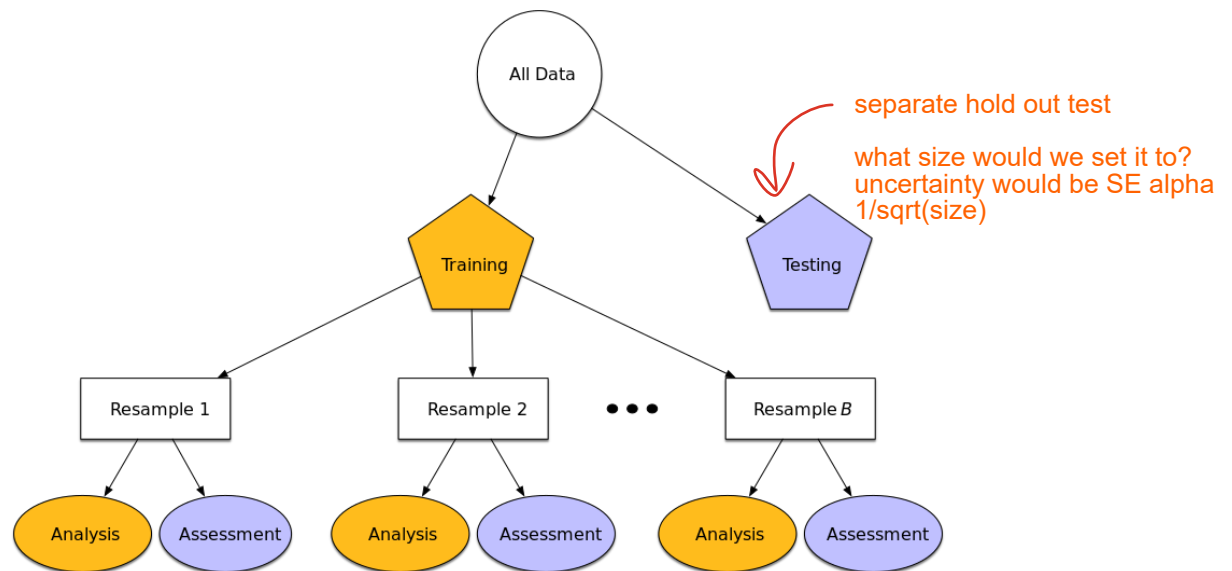 All Data
separate hold out test
what size would we set it to?
uncertainty would be SE alpha
1/sqrt(size)
Training
Testing
Resample 1
Resample 2
Resample B
Analysis
Assessment
Analysis
Assessment
Analysis
Assessment